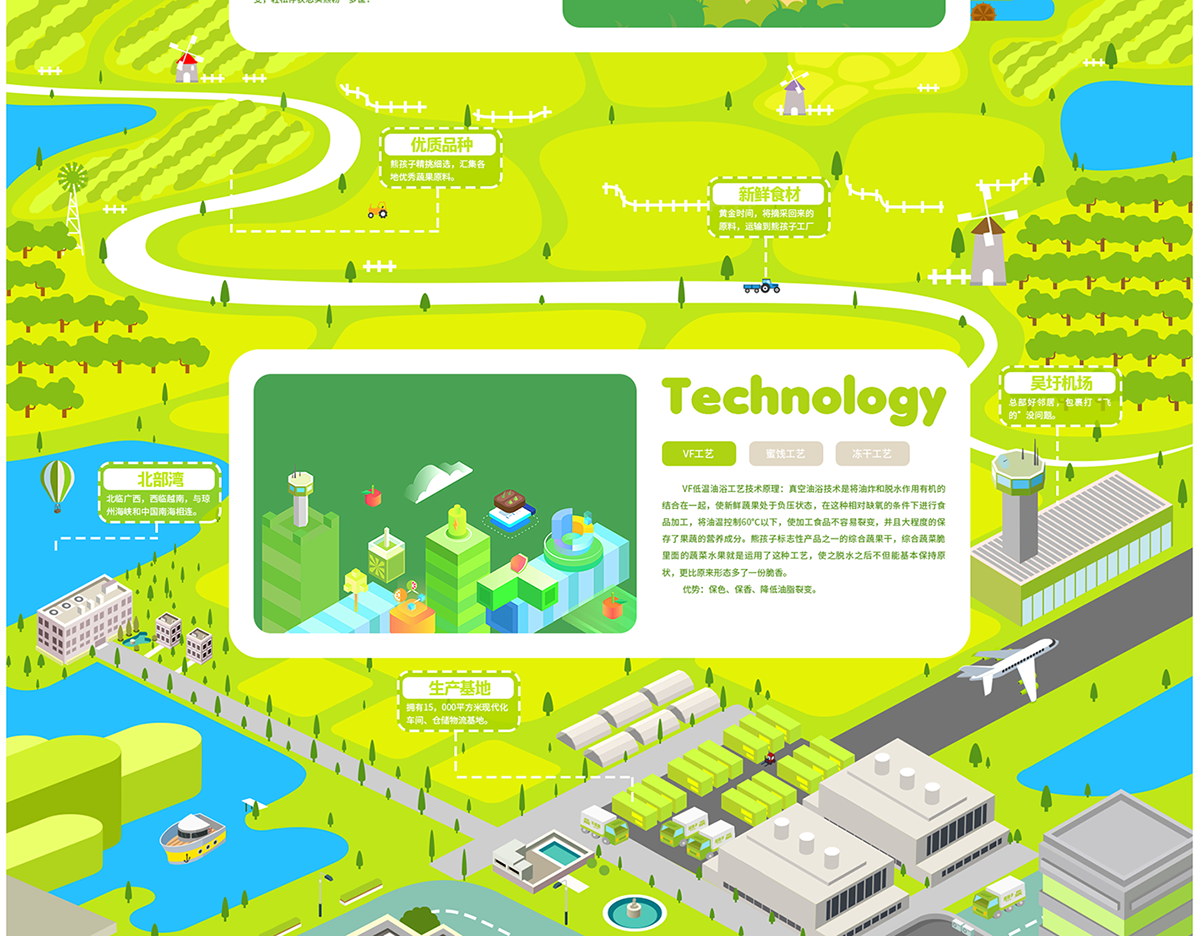 优质品种
熊孩子精挑细选，汇集各
地优秀蔬果原料。
新鲜食材
黄金时间，将摘采回来的
原料，运输到熊孩子工厂
吴圩机场
总部好邻居，包裹打“飞
的”没问题。
Technology
VF工艺 蜜饯工艺 冻干工艺
VF低温油浴工艺技术原理：真空油浴技术是将油炸和脱水作用有机的
结合在一起，使新鲜蔬果处于负压状态，在这种相对缺氧的条件下进行食
品加工，将油温控制60°C以下，使加工食品不容易裂变，并且大程度的保
存了果蔬的营养成分。熊孩子标志性产品之一的综合蔬果干，综合蔬菜脆
里面的蔬菜水果就是运用了这种工艺，使之脱水之后不但能基本保持原
状，更比原来形态多了一份脆香。
优势：保色、保香、降低油脂裂变。
北部湾
北临广西，西临越南，与琼
州海峡和中国南海相连。
生产基地
拥有15，000平方米现代化
车间、仓储物流基地。